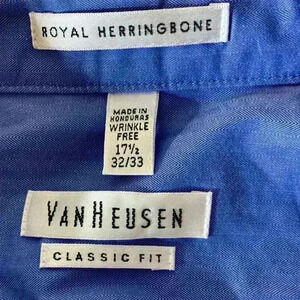 ROYAL HERRINGBONE
MADE IN
HONDURAS
WRINKLE
FREE
17½
32/33
VAN HEUSEN
CLASSIC FIT